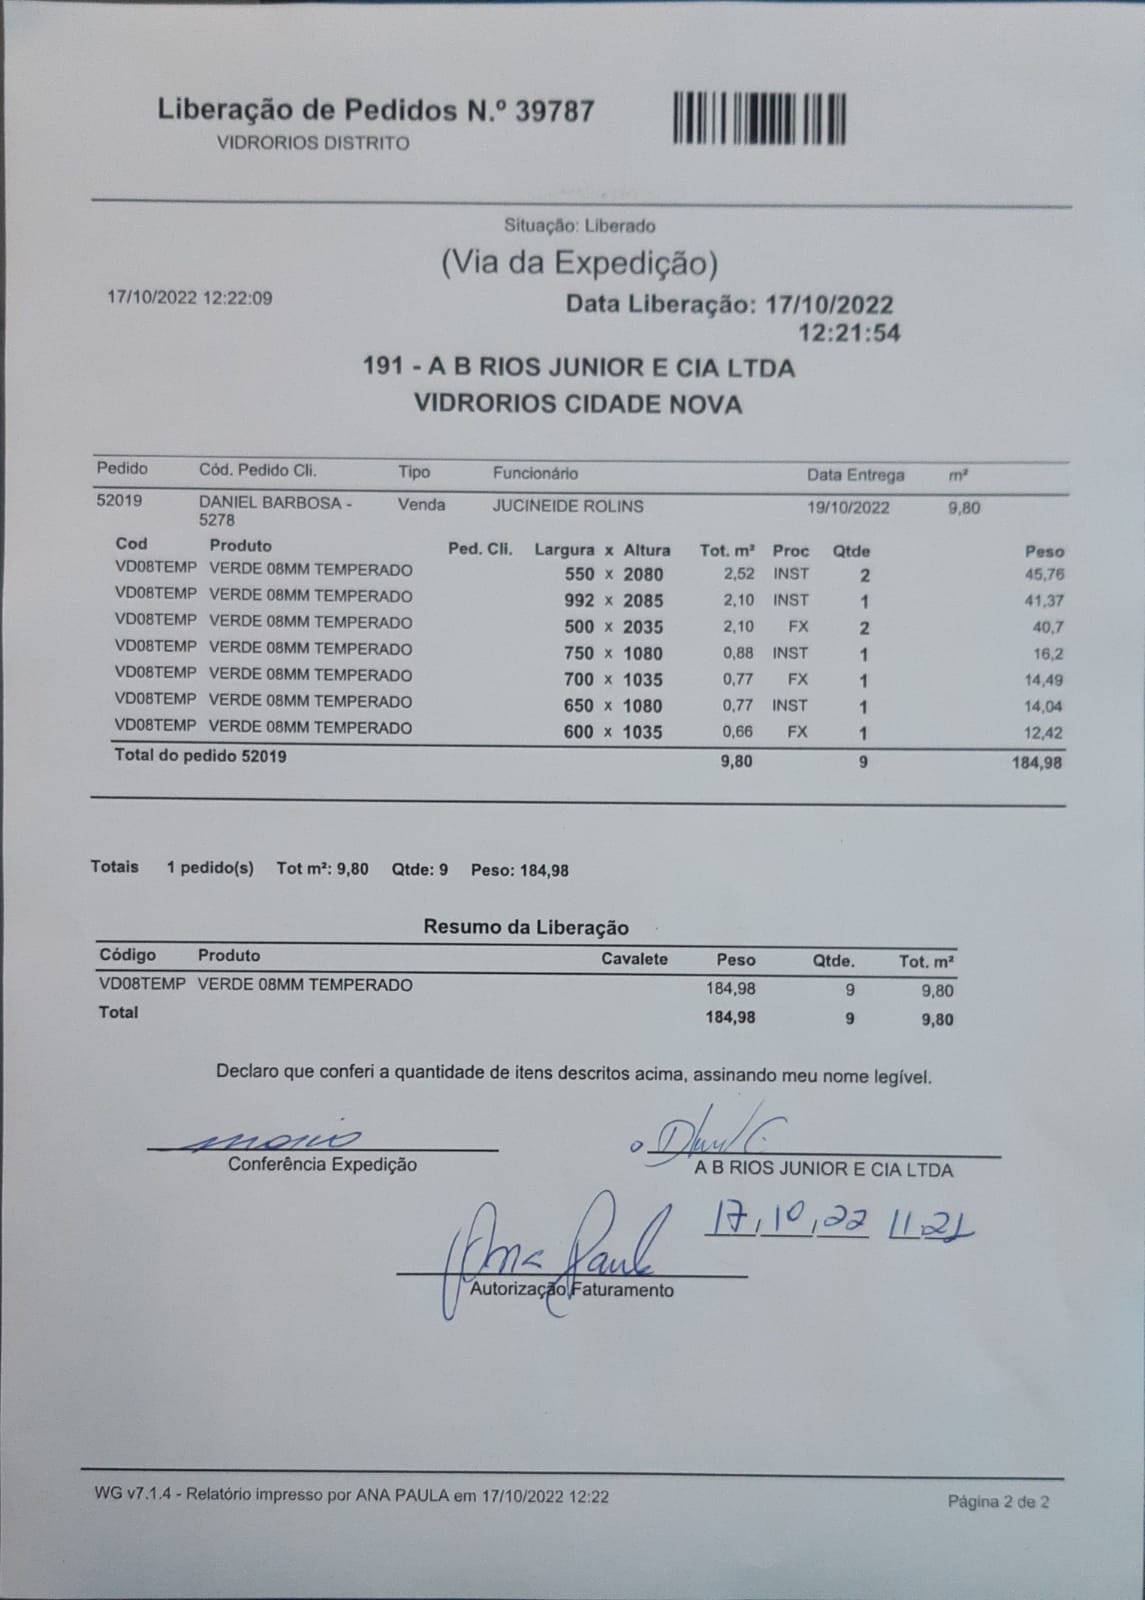 Liberação de Pedidos N.º 39787
VIDRORIOS DISTRITO
Situação: Liberado
(Via da Expedição)
17/10/2022 12:22:09 Data Liberação: 17/10/2022
12:21:54
191 - A B RIOS JUNIOR E CIA LTDA
VIDRORIOS CIDADE NOVA
Pedido Cód. Pedido Cli. Tipo Funcionário Data Entrega m²
52019 DANIEL BARBOSA - Venda JUCINEIDE ROLINS 19/10/2022 9,80
5278
Cod Produto Ped. Cli. Largura x Altura Tot. m² Proc Qtde Peso
VD08TEMP VERDE 08MM TEMPERADO 550 x 2080 2,52 INST 2 45,76
VD08TEMP VERDE 08MM TEMPERADO 992 x 2085 2,10 INST 1 41,37
VD08TEMP VERDE 08MM TEMPERADO 500 x 2035 2,10 FX 2 40,7
VD08TEMP VERDE 08MM TEMPERADO 750 x 1080 0,88 INST 1 16,2
VD08TEMP VERDE 08MM TEMPERADO 700 x 1035 0,77 FX 1 14,49
VD08TEMP VERDE 08MM TEMPERADO 650 x 1080 0,77 INST 1 14,04
VD08TEMP VERDE 08MM TEMPERADO 600 x 1035 0,66 FX 1 12,42
Total do pedido 52019 9,80 9 184,98
Totais 1 pedido(s) Tot m²: 9,80 Qtde: 9 Peso: 184,98
Resumo da Liberação
Código Produto Cavalete Peso Qtde. Tot. m²
VD08TEMP VERDE 08MM TEMPERADO 184,98 9 9,80
Total 184,98 9 9,80
Declaro que conferi a quantidade de itens descritos acima, assinando meu nome legível.
Conferência Expedição A B RIOS JUNIOR E CIA LTDA
17,10,22 11:21
Ana Paula
Autorização Faturamento
WG v7.1.4 - Relatório impresso por ANA PAULA em 17/10/2022 12:22 Página 2 de 2